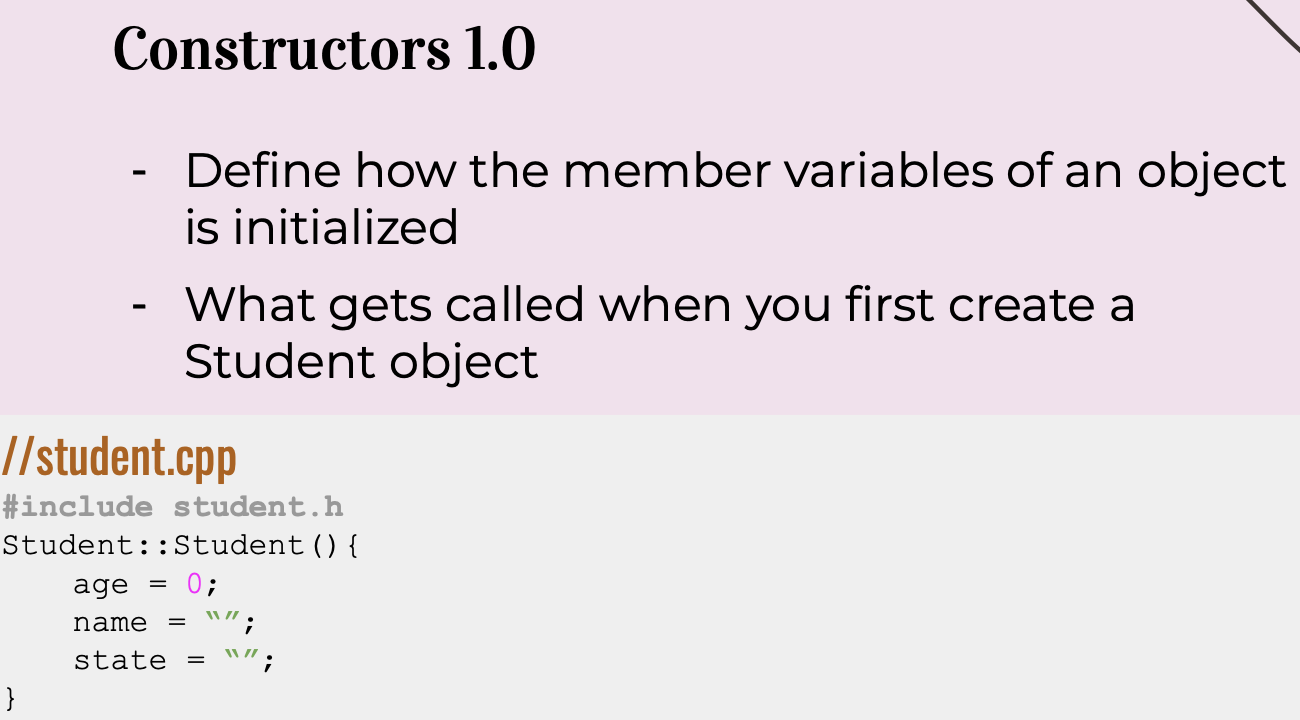 Constructors 1.0
- Define how the member variables of an object
is initialized
- What gets called when you first create a
Student object
//student.cpp
#include student.h
Student::Student(){
    age = 0;
    name = “”;
    state = “”;
}